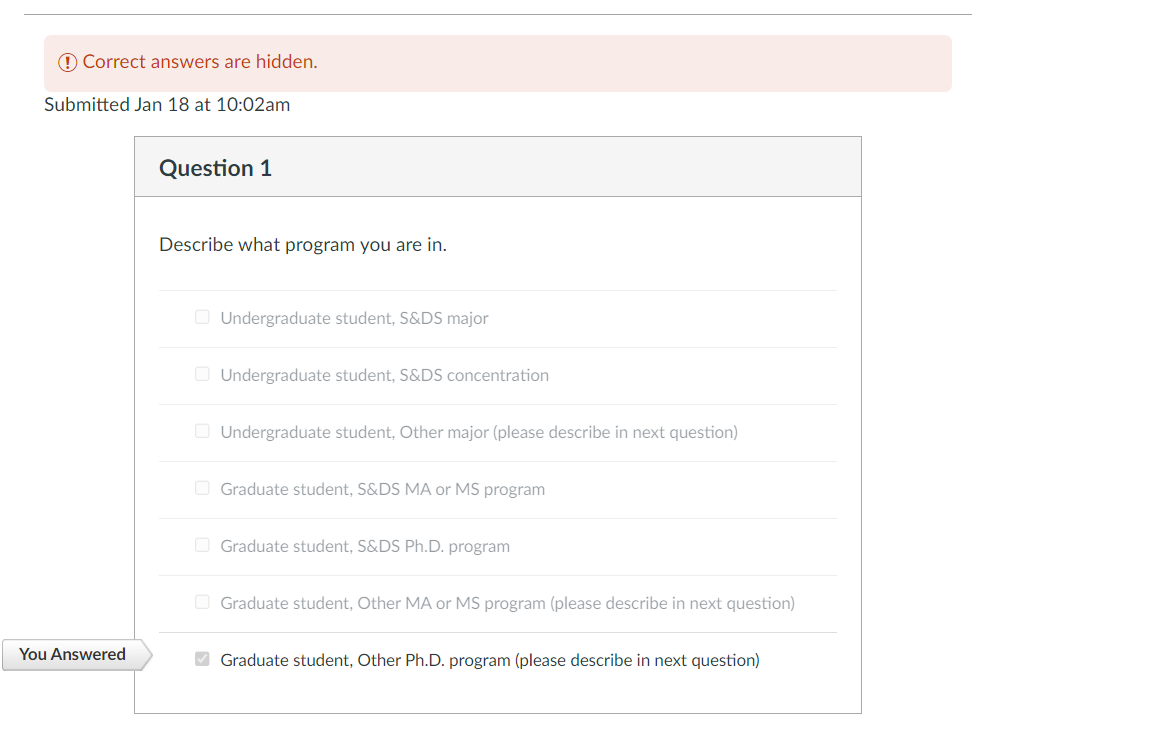 Correct answers are hidden.
Submitted Jan 18 at 10:02am
Question 1
Describe what program you are in.
Undergraduate student, S&DS major
Undergraduate student, S&DS concentration
Undergraduate student, Other major (please describe in next question)
Graduate student, S&DS MA or MS program
Graduate student, S&DS Ph.D. program
Graduate student, Other MA or MS program (please describe in next question)
You Answered
Graduate student, Other Ph.D. program (please describe in next question)